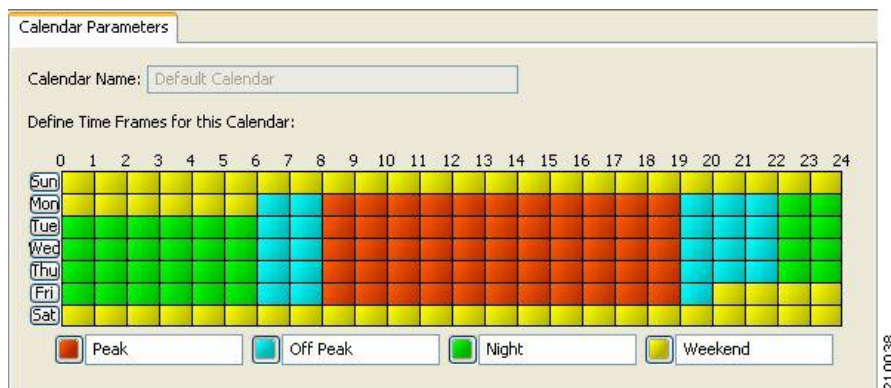 Calendar Parameters
Calendar Name: Default Calendar
Define Time Frames for this Calendar:
0 1 2 3 4 5 6 7 8 9 10 11 12 13 14 15 16 17 18 19 20 21 22 23 24
Sun
Mon
Tue
Wed
Thu
Fri
Sat
Peak Off Peak Night Weekend
210038